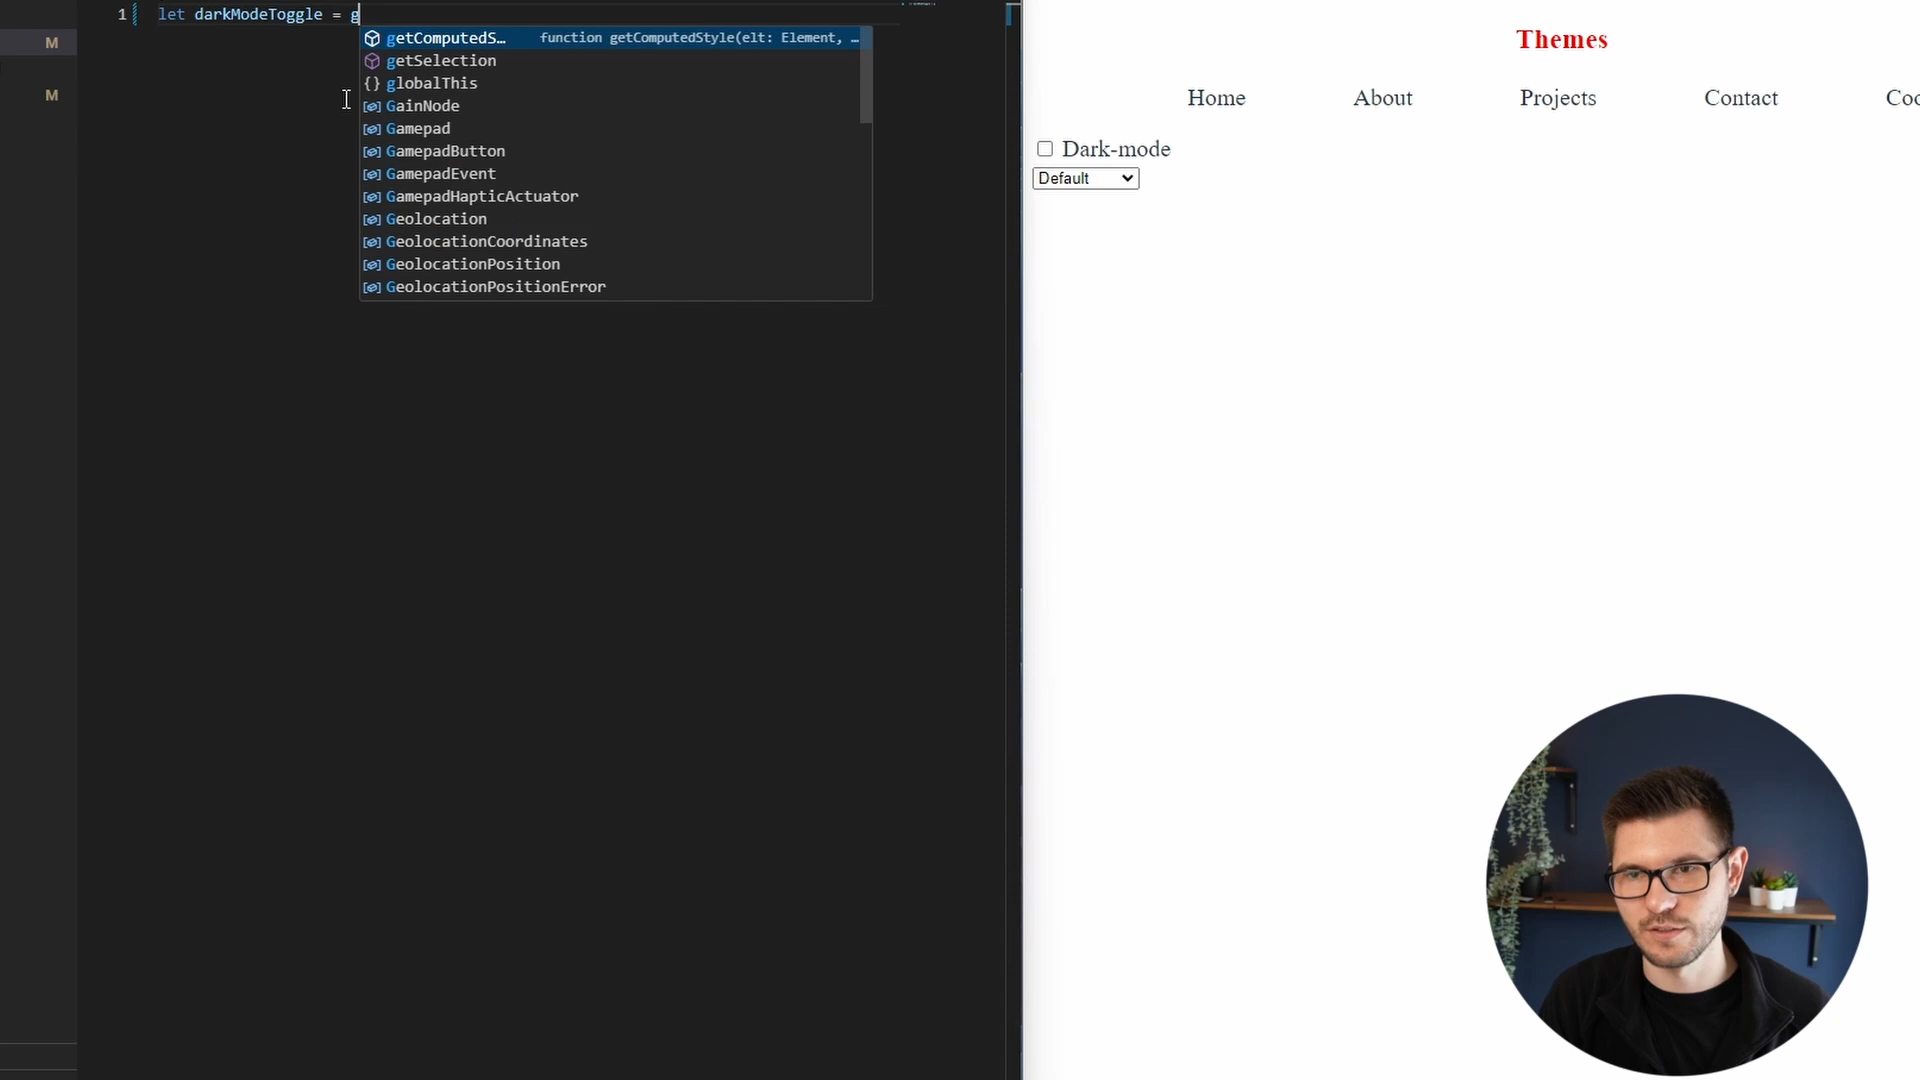 M
M
1 let darkModeToggle = g
getComputedS… function getComputedStyle(elt: Element, …
getSelection
{} globalThis
GainNode
Gamepad
GamepadButton
GamepadEvent
GamepadHapticActuator
Geolocation
GeolocationCoordinates
GeolocationPosition
GeolocationPositionError
Themes
Home About Projects Contact Coo
Dark-mode
Default